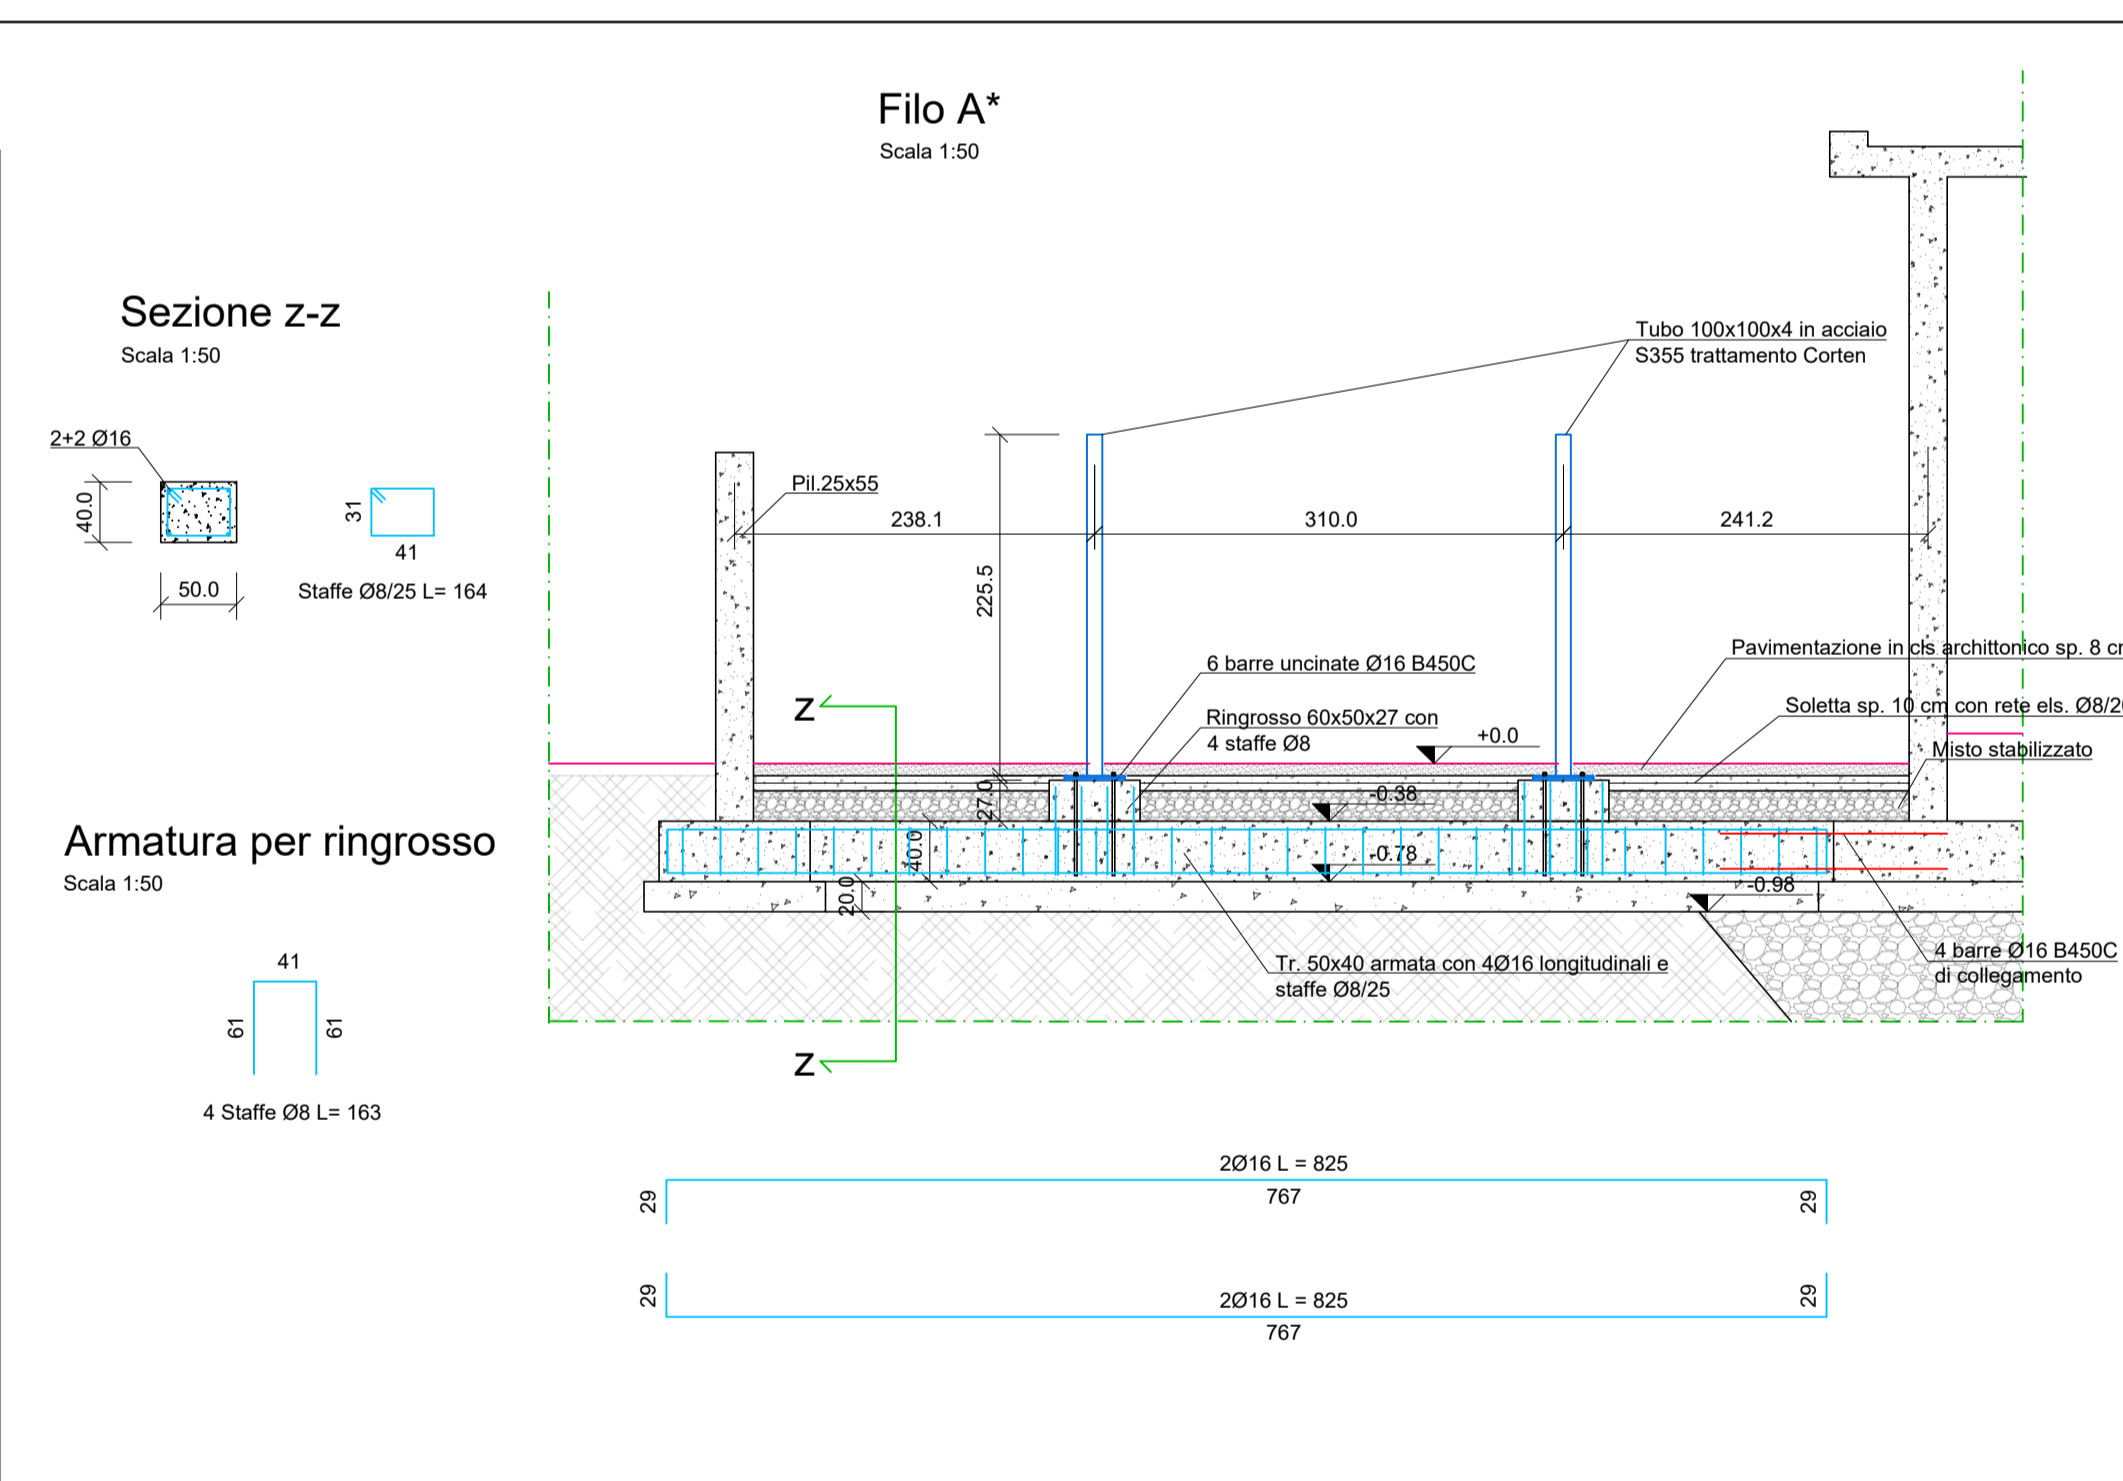 Filo A*
Scala 1:50
Sezione z-z
Scala 1:50
2+2 Ø16
40.0
50.0
31
41
Staffe Ø8/25 L= 164
Tubo 100x100x4 in acciaio
S355 trattamento Corten
Pil.25x55
238.1
310.0
241.2
225.5
6 barre uncinate Ø16 B450C
Ringrosso 60x50x27 con
4 staffe Ø8
+0.0
Pavimentazione in cls archittonico sp. 8 cm
Soletta sp. 10 cm con rete els. Ø8/20
Misto stabilizzato
z
27.0
-0.38
40.0
-0.78
20.0
-0.98
Tr. 50x40 armata con 4Ø16 longitudinali e
staffe Ø8/25
4 barre Ø16 B450C
di collegamento
z
Armatura per ringrosso
Scala 1:50
41
61
61
4 Staffe Ø8 L= 163
2Ø16 L = 825
29
767
29
29
2Ø16 L = 825
29
767